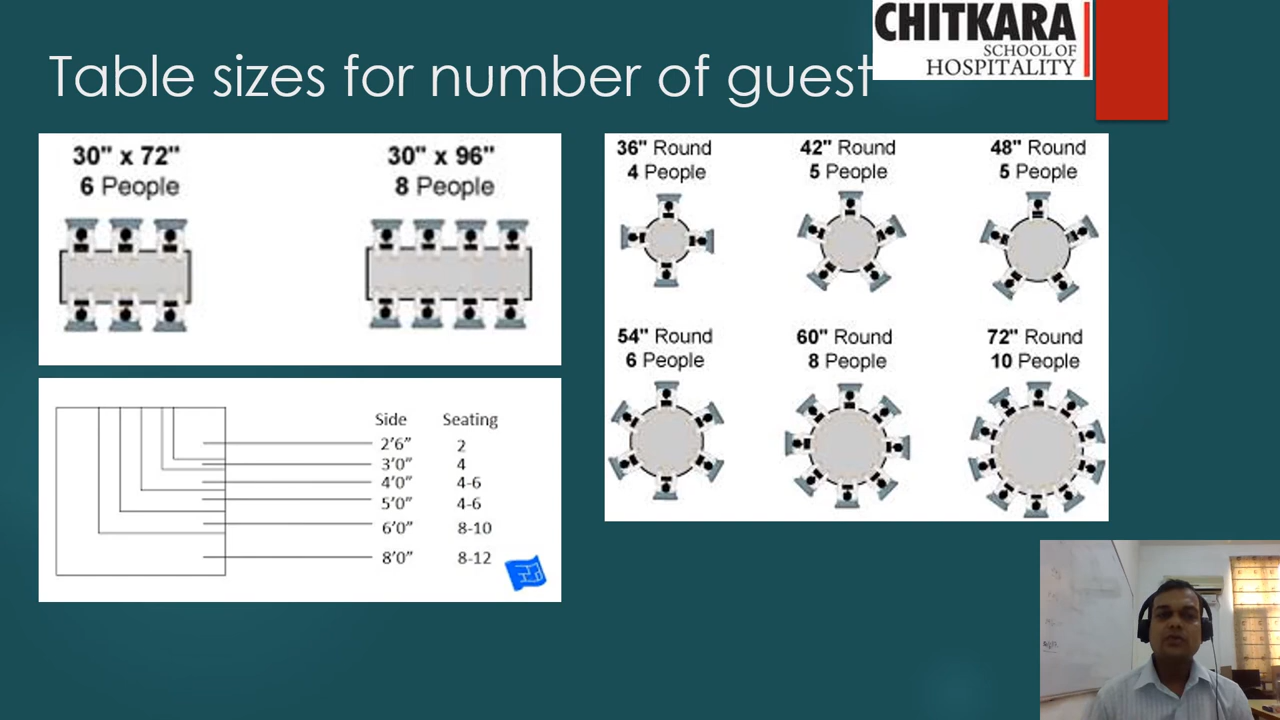 Table sizes for number of guest
CHITKARA
SCHOOL OF
HOSPITALITY
30" x 72"
6 People
30" x 96"
8 People
36" Round
4 People
42" Round
5 People
48" Round
5 People
54" Round
6 People
60" Round
8 People
72" Round
10 People
Side Seating
2'6" 2
3'0" 4
4'0" 4-6
5'0" 4-6
6'0" 8-10
8'0" 8-12